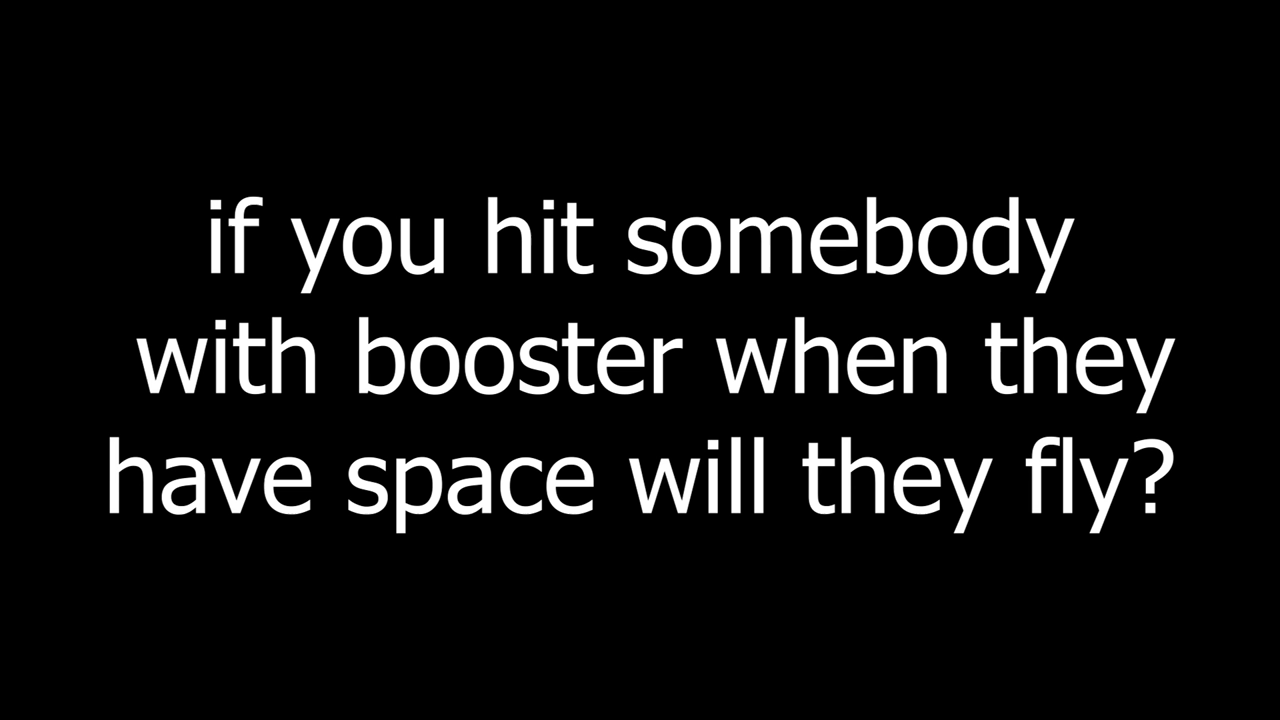 if you hit somebody
with booster when they
have space will they fly?